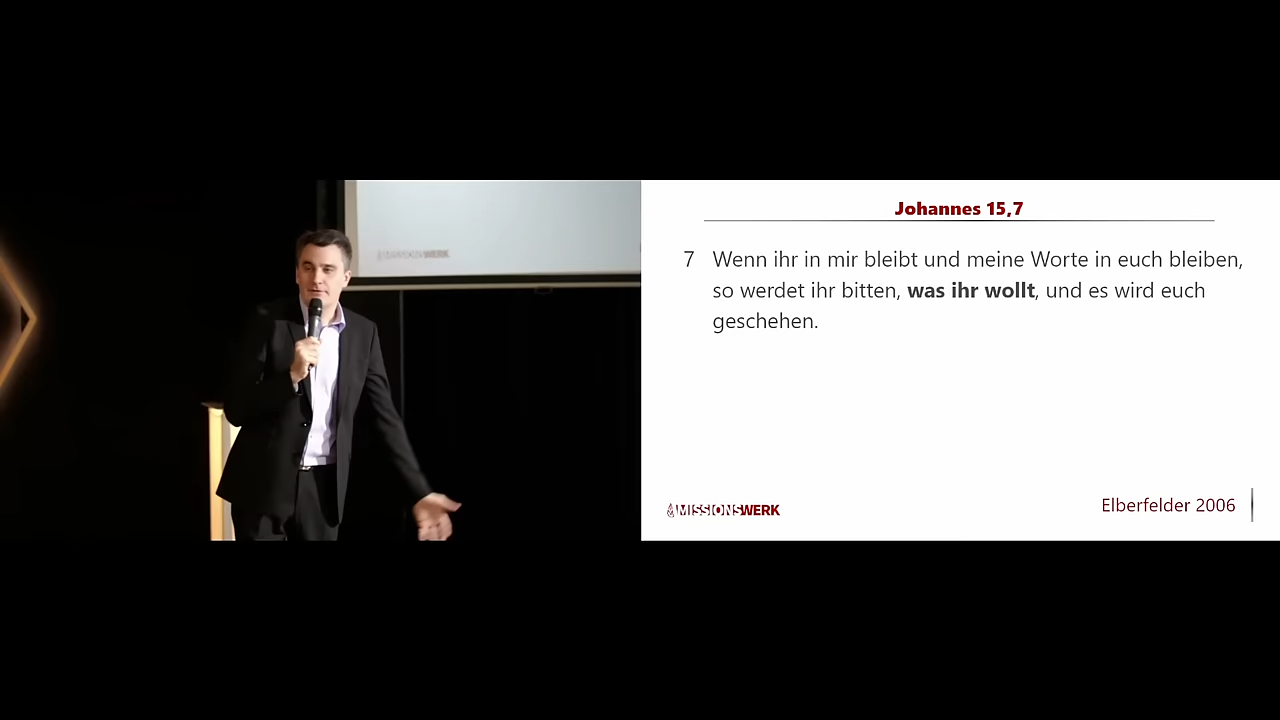 MISSIONSWERK
Johannes 15,7
7 Wenn ihr in mir bleibt und meine Worte in euch bleiben,
so werdet ihr bitten, was ihr wollt, und es wird euch
geschehen.
MISSIONSWERK
Elberfelder 2006